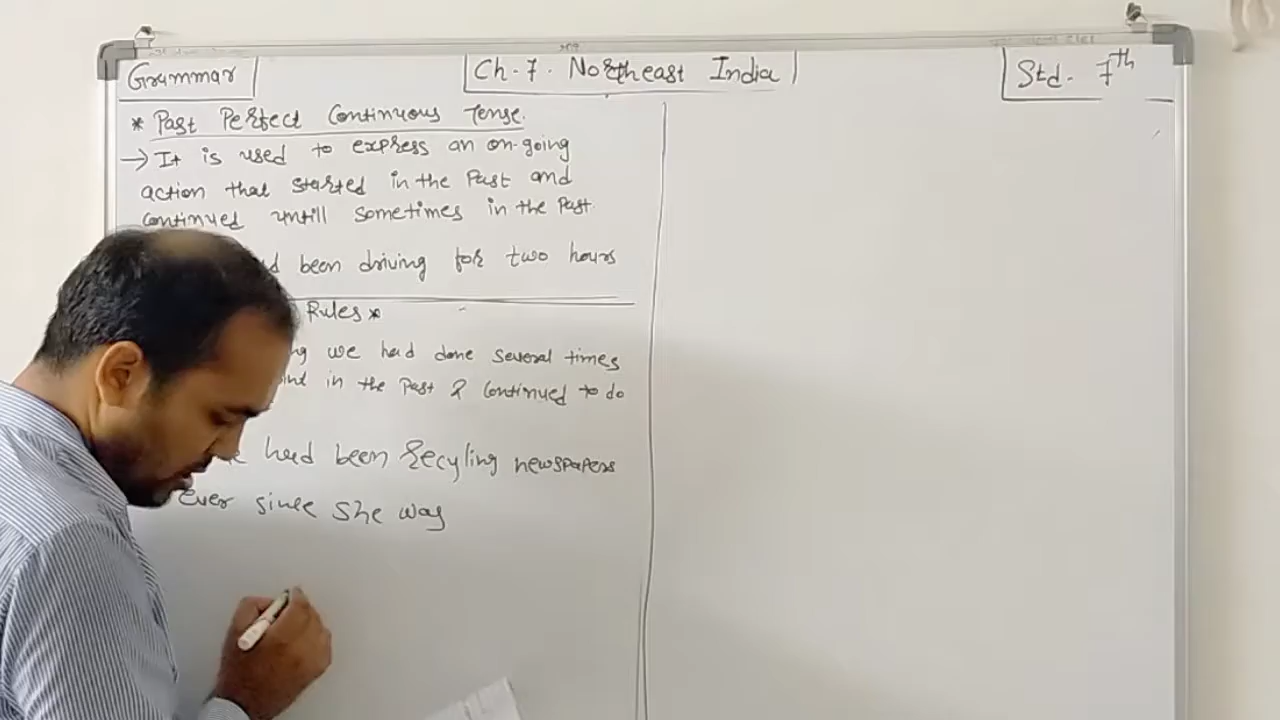 Grammar
Ch-7. Northeast India
Std- 7th
* Past Perfect Continuous Tense.
→ It is used to express an on-going
action that started in the Past and
continued untill sometimes in the Past.
been driving for two hours
Rules *
we had done several times
in the Past & Continued to do
had been Recyling newspapers
ever since she was